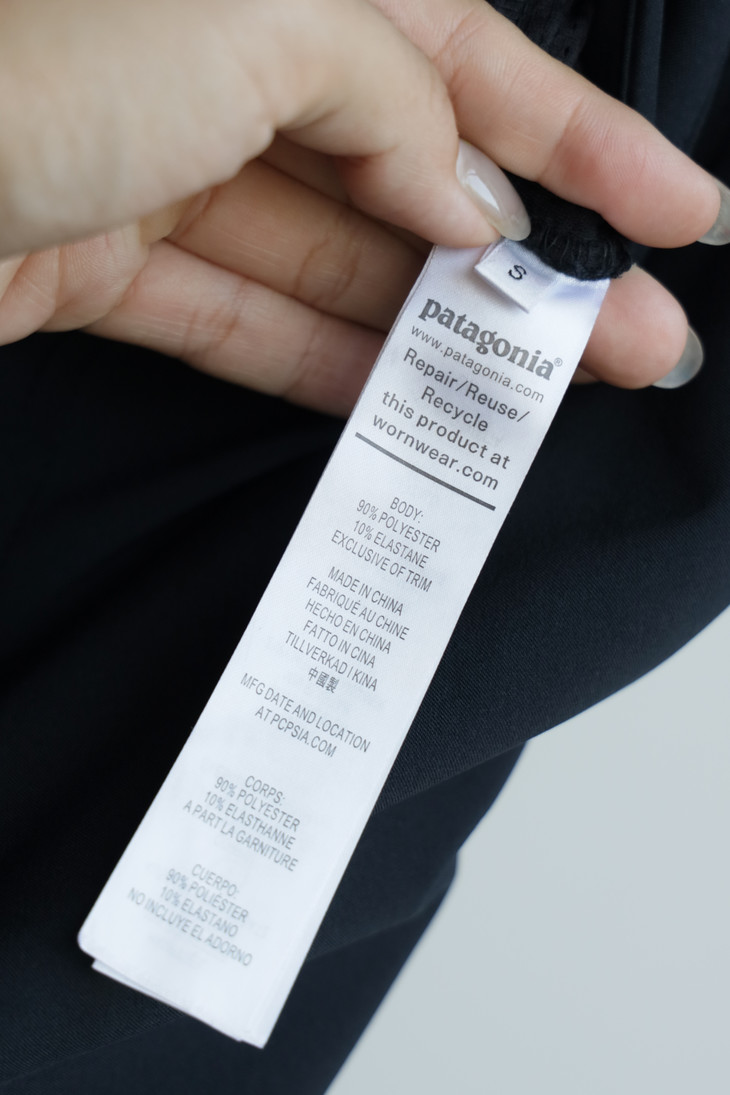 S
patagonia®
www.patagonia.com
Repair/Reuse/
Recycle
this product at
wornwear.com
BODY:
90% POLYESTER
10% ELASTANE
EXCLUSIVE OF TRIM
MADE IN CHINA
FABRIQUÉ AU CHINE
HECHO EN CHINA
FATTO IN CINA
TILLVERKAD I KINA
中國製
MFG DATE AND LOCATION
AT PCPSIA.COM
CORPS:
90% POLYESTER
10% ELASTHANNE
A PART LA GARNITURE
CUERPO:
90% POLIÉSTER
10% ELASTANO
NO INCLUYE EL ADORNO